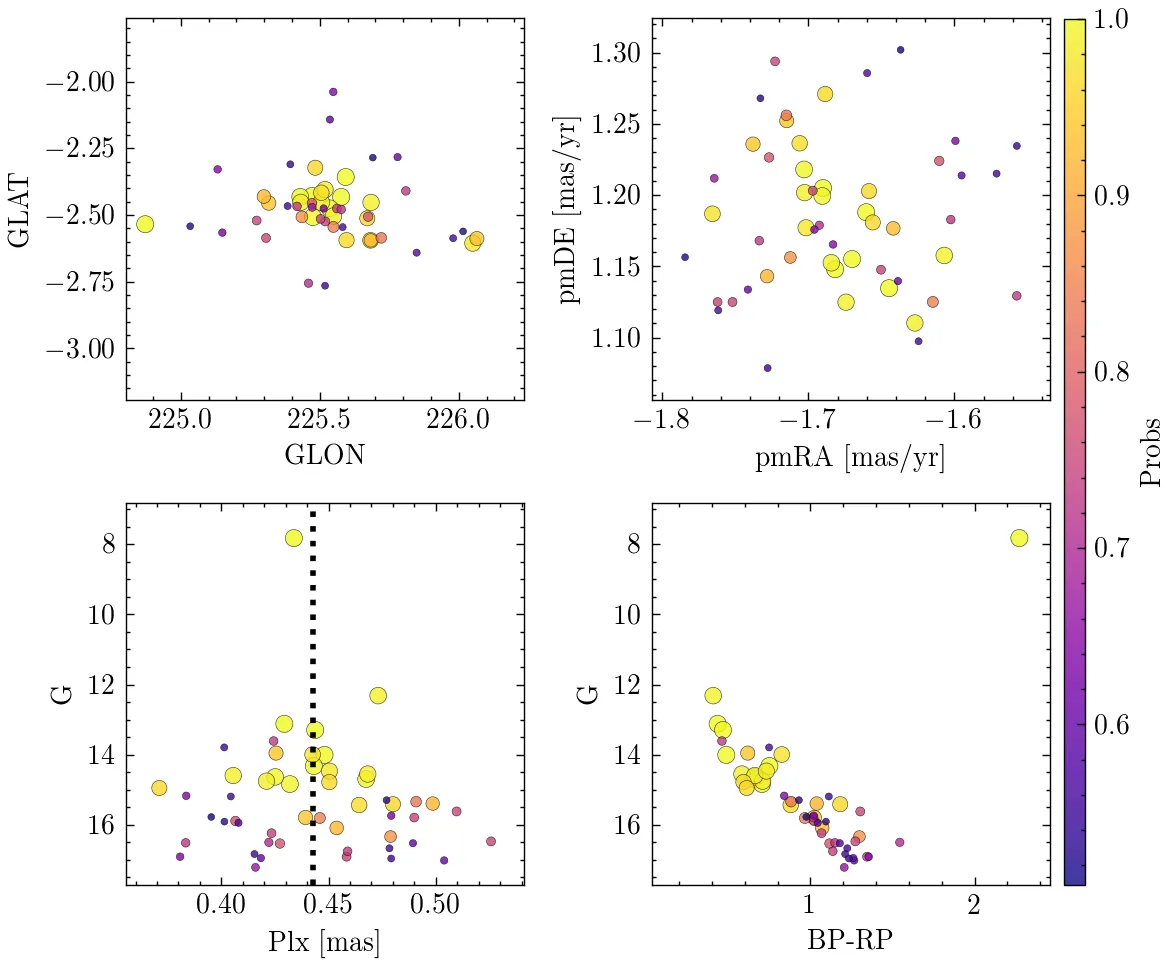 −2.00
−2.25
−2.50
−2.75
−3.00
GLAT
225.0 225.5 226.0
GLON
1.30
1.25
1.20
1.15
1.10
pmDE [mas/yr]
−1.8 −1.7 −1.6
pmRA [mas/yr]
1.0
0.9
0.8
0.7
0.6
Probs
8
10
12
14
16
G
0.40 0.45 0.50
Plx [mas]
8
10
12
14
16
G
1 2
BP-RP